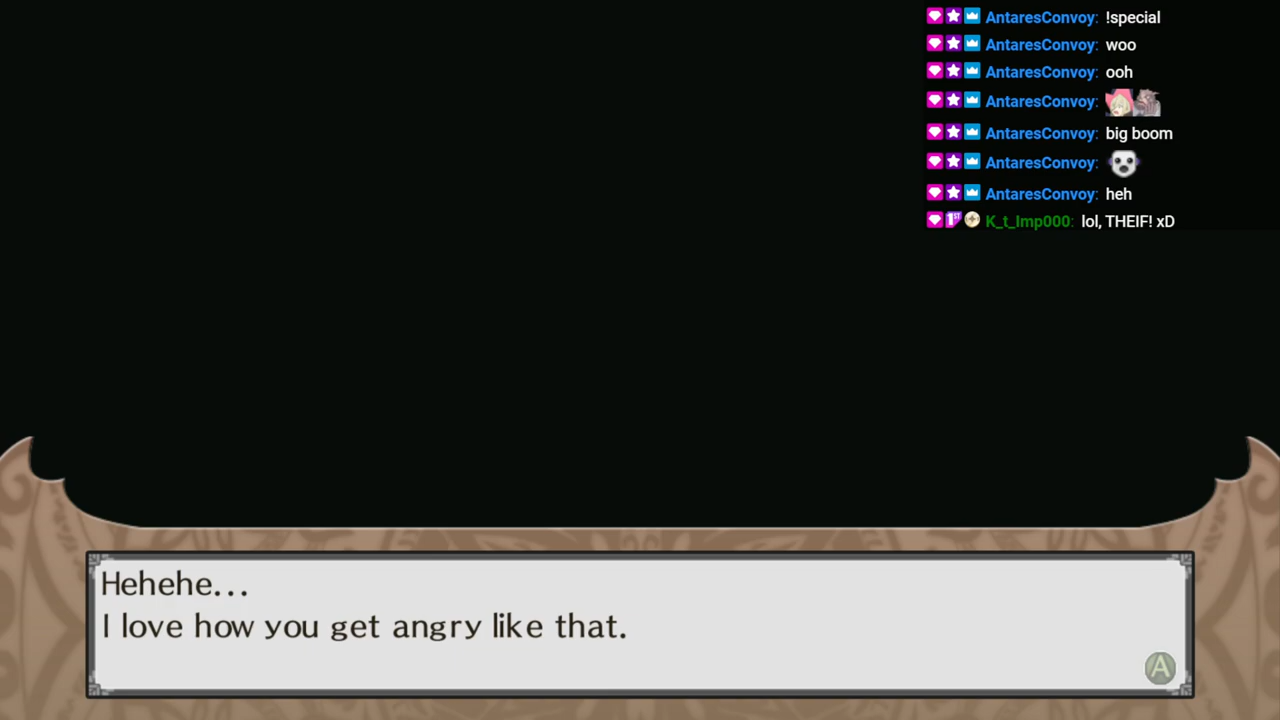 AntaresConvoy: !special
AntaresConvoy: woo
AntaresConvoy: ooh
AntaresConvoy:
AntaresConvoy: big boom
AntaresConvoy:
AntaresConvoy: heh
1ST K_t_Imp000: lol, THEIF! xD
Hehehe...
I love how you get angry like that.
A